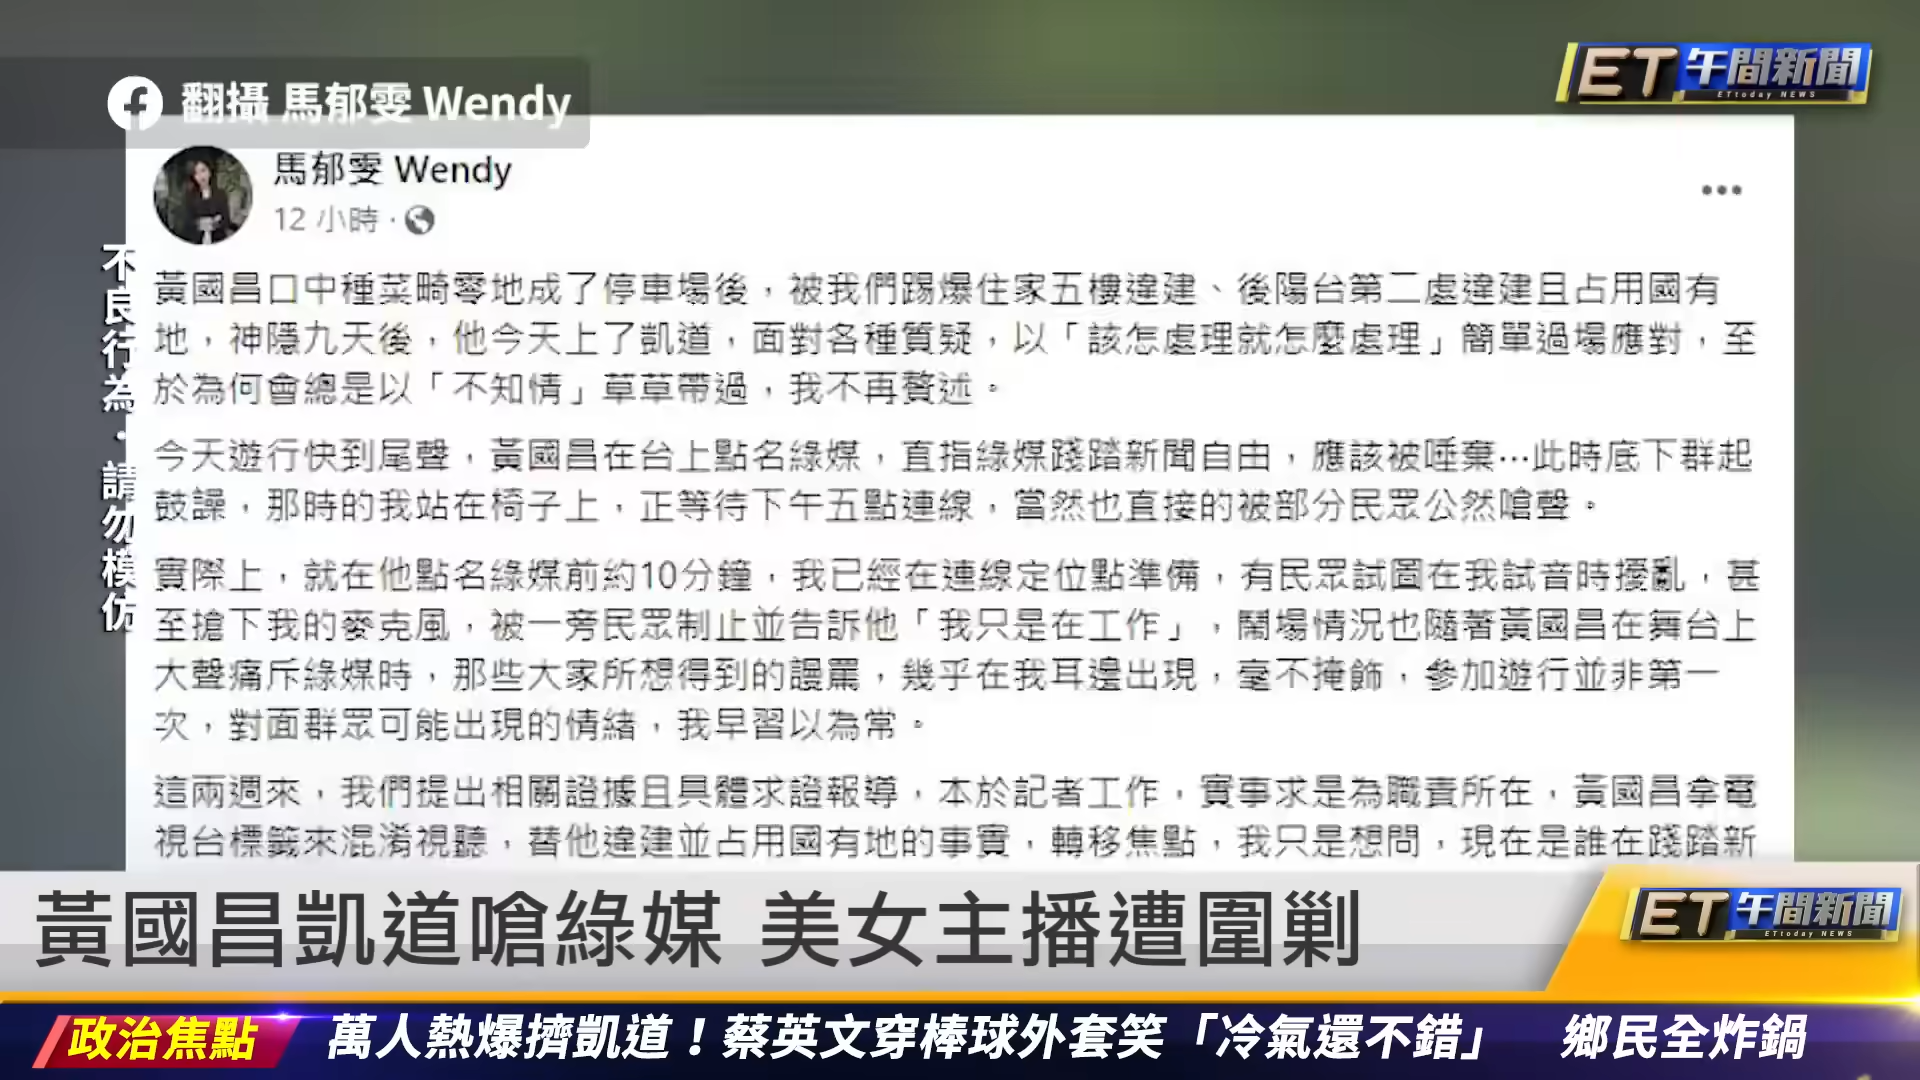 ET 午間新聞
ETtoday NEWS
翻攝 馬郁雯 Wendy
馬郁雯 Wendy
12 小時
不良行為·請勿模仿
黃國昌口中種菜畸零地成了停車場後，被我們踢爆住家五樓違建、後陽台第二處違建且占用國有
地，神隱九天後，他今天上了凱道，面對各種質疑，以「該怎處理就怎麼處理」簡單過場應對，至
於為何會總是以「不知情」草草帶過，我不再贅述。
今天遊行快到尾聲，黃國昌在台上點名綠媒，直指綠媒踐踏新聞自由，應該被唾棄…此時底下群起
鼓譟，那時的我站在椅子上，正等待下午五點連線，當然也直接的被部分民眾公然嗆聲。
實際上，就在他點名綠媒前約10分鐘，我已經在連線定位點準備，有民眾試圖在我試音時擾亂，甚
至搶下我的麥克風，被一旁民眾制止並告訴他「我只是在工作」，鬧場情況也隨著黃國昌在舞台上
大聲痛斥綠媒時，那些大家所想得到的謾罵，幾乎在我耳邊出現，毫不掩飾，參加遊行並非第一
次，對面群眾可能出現的情緒，我早習以為常。
這兩週來，我們提出相關證據且具體求證報導，本於記者工作，實事求是為職責所在，黃國昌拿電
視台標籤來混淆視聽，替他違建並占用國有地的事實，轉移焦點，我只是想問，現在是誰在踐踏新
黃國昌凱道嗆綠媒 美女主播遭圍剿
ET 午間新聞
ETtoday NEWS
政治焦點
萬人熱爆擠凱道！蔡英文穿棒球外套笑「冷氣還不錯」 鄉民全炸鍋